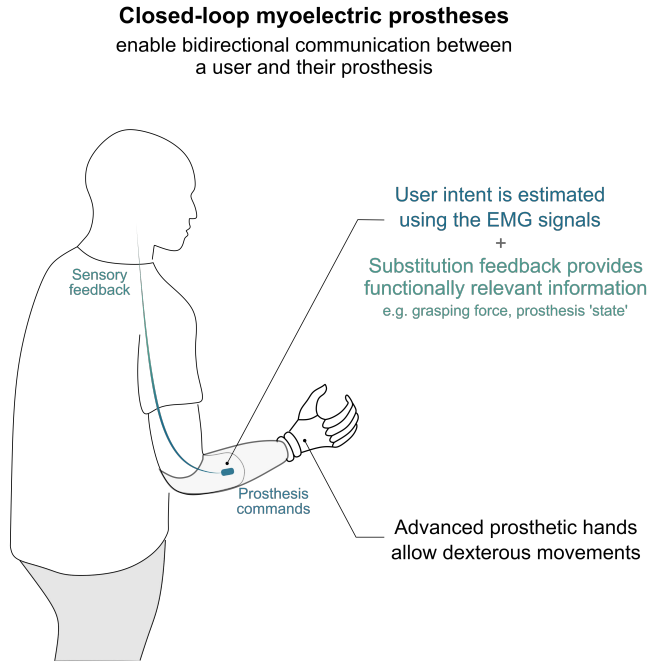 Closed-loop myoelectric prostheses
enable bidirectional communication between
a user and their prosthesis
User intent is estimated
using the EMG signals
+
Substitution feedback provides
functionally relevant information
e.g. grasping force, prosthesis 'state'
Sensory
feedback
Prosthesis
commands
Advanced prosthetic hands
allow dexterous movements